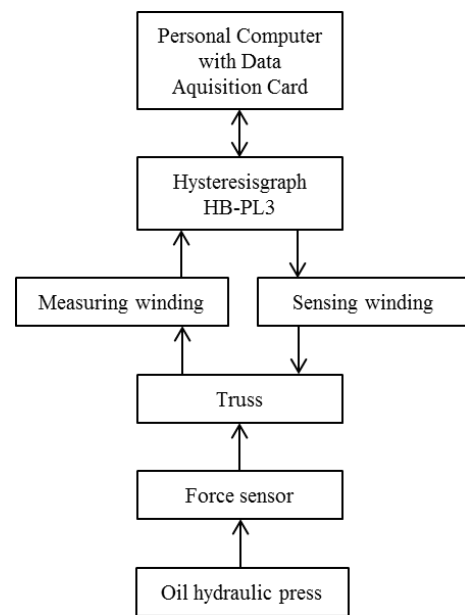 Personal Computer
with Data
Aquisition Card
Hysteresisgraph
HB-PL3
Measuring winding
Sensing winding
Truss
Force sensor
Oil hydraulic press